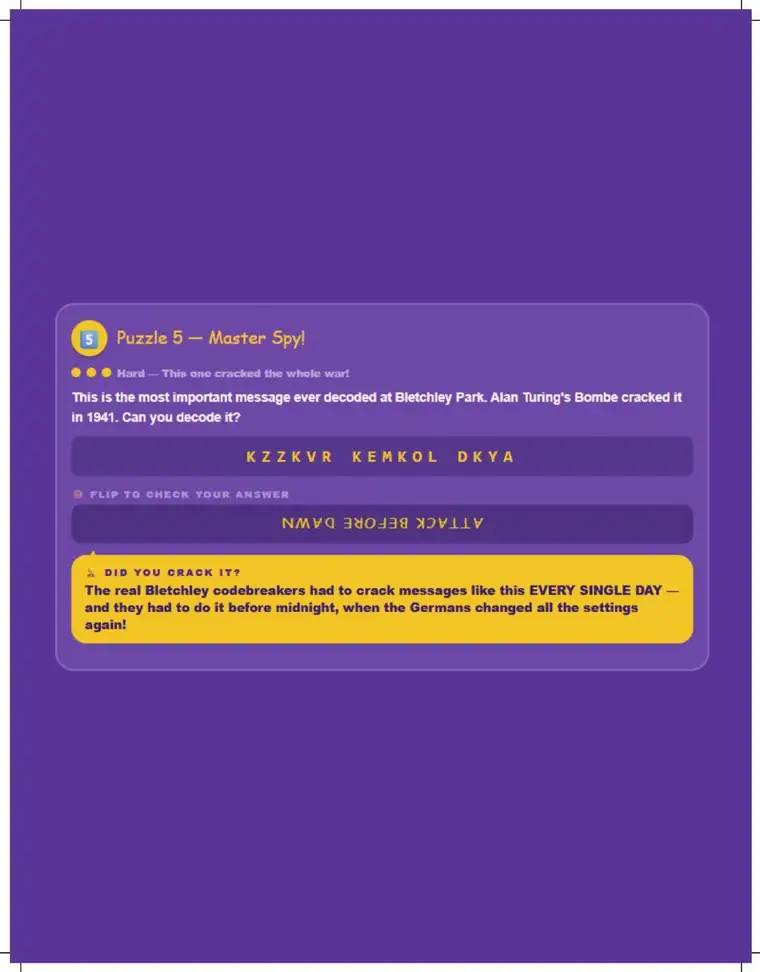 5 Puzzle 5 — Master Spy!
Hard — This one cracked the whole war!
This is the most important message ever decoded at Bletchley Park. Alan Turing's Bombe cracked it
in 1941. Can you decode it?
KZZKVR KEMKOL DKYA
FLIP TO CHECK YOUR ANSWER
ATTACK BEFORE DAWN
DID YOU CRACK IT?
The real Bletchley codebreakers had to crack messages like this EVERY SINGLE DAY —
and they had to do it before midnight, when the Germans changed all the settings
again!